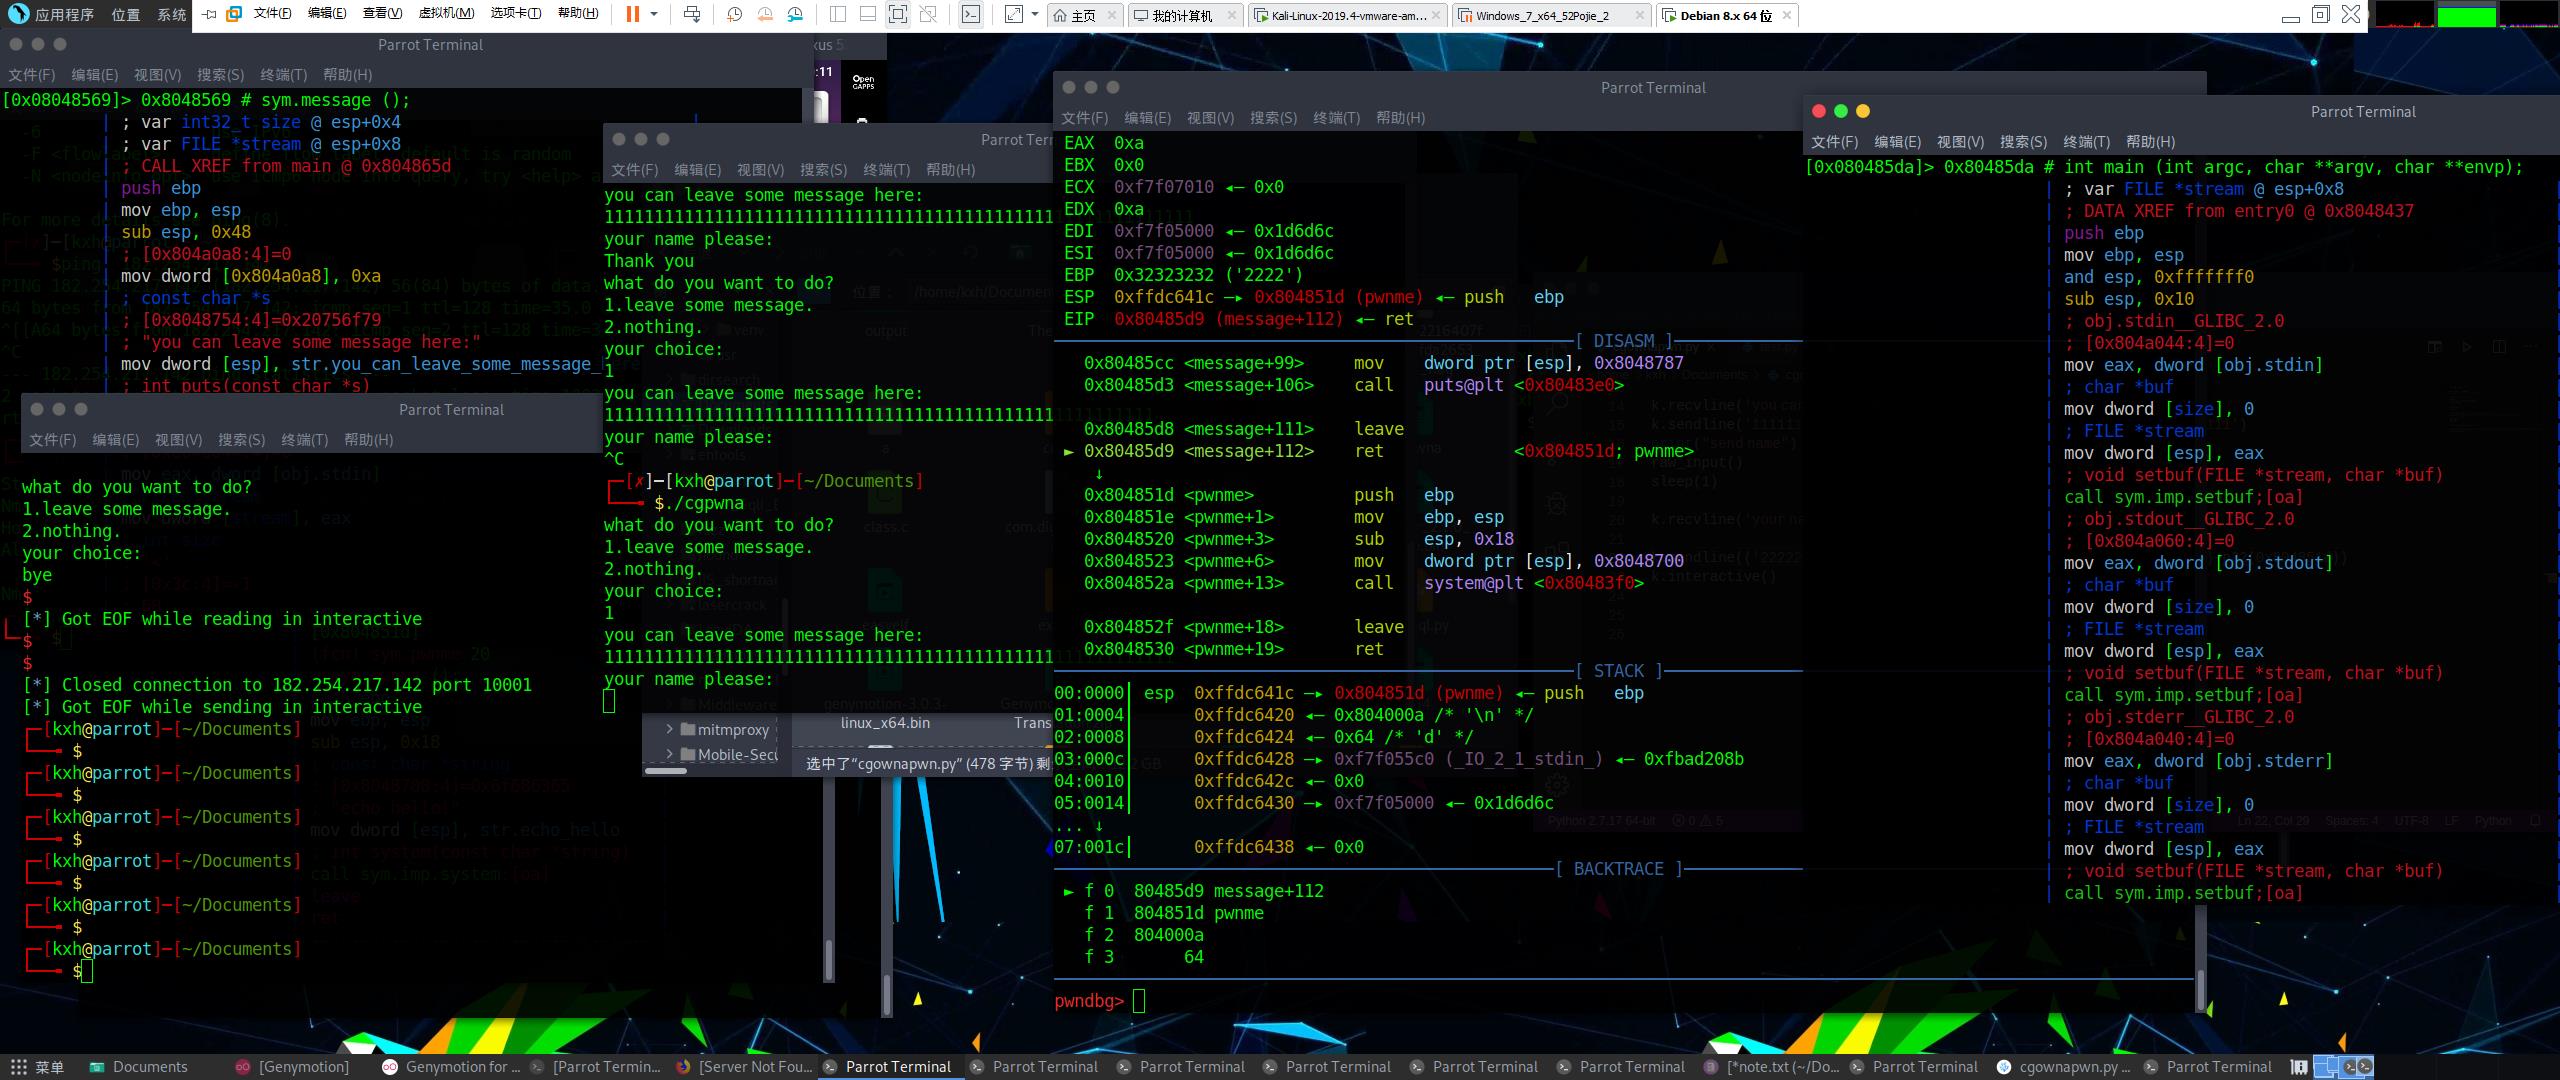 应用程序 位置 系统
文件(F) 编辑(E) 查看(V) 虚拟机(M) 选项卡(T) 帮助(H)
主页 我的计算机 Kali-Linux-2019.4-vmware-am... Windows_7_x64_52Pojie_2 Debian 8.x 64 位
Parrot Terminal
文件(F) 编辑(E) 视图(V) 搜索(S) 终端(T) 帮助(H)
[0x08048569]> 0x8048569 # sym.message ();
; var int32_t size @ esp+0x4
; var FILE *stream @ esp+0x8
; CALL XREF from main @ 0x804865d
push ebp
mov ebp, esp
sub esp, 0x48
; [0x804a0a8:4]=0
mov dword [0x804a0a8], 0xa
; const char *s
; [0x8048754:4]=0x20756f79
; "you can leave some message here:"
mov dword [esp], str.you_can_leave_some_message_
; int puts(const char *s)
Parrot Terminal
文件(F) 编辑(E) 视图(V) 搜索(S) 终端(T) 帮助(H)
what do you want to do?
1.leave some message.
2.nothing.
your choice:
bye
$
[*] Got EOF while reading in interactive
$
$
[*] Closed connection to 182.254.217.142 port 10001
[*] Got EOF while sending in interactive
[kxh@parrot]─[~/Documents]
$
[kxh@parrot]─[~/Documents]
$
[kxh@parrot]─[~/Documents]
$
[kxh@parrot]─[~/Documents]
$
[kxh@parrot]─[~/Documents]
$
[kxh@parrot]─[~/Documents]
$
xus 5
:11
Open
GAPPS
Parrot Ter
文件(F) 编辑(E) 视图(V) 搜索(S) 终端(T) 帮助(H)
you can leave some message here:
your name please:
Thank you
what do you want to do?
1.leave some message.
2.nothing.
your choice:
1
you can leave some message here:
your name please:
^C
[✗]─[kxh@parrot]─[~/Documents]
$./cgpwna
what do you want to do?
1.leave some message.
2.nothing.
your choice:
1
you can leave some message here:
your name please:
linux_x64.bin
Trans
mitmproxy
Mobile-Secu
选中了“cgownapwn.py” (478 字节) 剩
Parrot Terminal
文件(F) 编辑(E) 视图(V) 搜索(S) 终端(T) 帮助(H)
EAX 0xa
EBX 0x0
ECX 0xf7f07010 ◂— 0x0
EDX 0xa
EDI 0xf7f05000 ◂— 0x1d6d6c
ESI 0xf7f05000 ◂— 0x1d6d6c
EBP 0x32323232 ('2222')
ESP 0xffdc641c —▸ 0x804851d (pwnme) ◂— push ebp
EIP 0x80485d9 (message+112) ◂— ret
[ DISASM ]
0x80485cc <message+99> mov dword ptr [esp], 0x8048787
0x80485d3 <message+106> call puts@plt <0x80483e0>
0x80485d8 <message+111> leave
► 0x80485d9 <message+112> ret <0x804851d; pwnme>
↓
0x804851d <pwnme> push ebp
0x804851e <pwnme+1> mov ebp, esp
0x8048520 <pwnme+3> sub esp, 0x18
0x8048523 <pwnme+6> mov dword ptr [esp], 0x8048700
0x804852a <pwnme+13> call system@plt <0x80483f0>
0x804852f <pwnme+18> leave
0x8048530 <pwnme+19> ret
[ STACK ]
00:0000│ esp 0xffdc641c —▸ 0x804851d (pwnme) ◂— push ebp
01:0004│ 0xffdc6420 ◂— 0x804000a /* '\n' */
02:0008│ 0xffdc6424 ◂— 0x64 /* 'd' */
03:000c│ 0xffdc6428 —▸ 0xf7f055c0 (_IO_2_1_stdin_) ◂— 0xfbad208b
04:0010│ 0xffdc642c ◂— 0x0
05:0014│ 0xffdc6430 —▸ 0xf7f05000 ◂— 0x1d6d6c
... ↓
07:001c│ 0xffdc6438 ◂— 0x0
[ BACKTRACE ]
► f 0 80485d9 message+112
f 1 804851d pwnme
f 2 804000a
f 3 64
pwndbg>
Parrot Terminal
文件(F) 编辑(E) 视图(V) 搜索(S) 终端(T) 帮助(H)
[0x080485da]> 0x80485da # int main (int argc, char **argv, char **envp);
; var FILE *stream @ esp+0x8
; DATA XREF from entry0 @ 0x8048437
push ebp
mov ebp, esp
and esp, 0xfffffff0
sub esp, 0x10
; obj.stdin__GLIBC_2.0
; [0x804a044:4]=0
mov eax, dword [obj.stdin]
; char *buf
mov dword [size], 0
; FILE *stream
mov dword [esp], eax
; void setbuf(FILE *stream, char *buf)
call sym.imp.setbuf;[oa]
; obj.stdout__GLIBC_2.0
; [0x804a060:4]=0
mov eax, dword [obj.stdout]
; char *buf
mov dword [size], 0
; FILE *stream
mov dword [esp], eax
; void setbuf(FILE *stream, char *buf)
call sym.imp.setbuf;[oa]
; obj.stderr__GLIBC_2.0
; [0x804a040:4]=0
mov eax, dword [obj.stderr]
; char *buf
mov dword [size], 0
; FILE *stream
mov dword [esp], eax
; void setbuf(FILE *stream, char *buf)
call sym.imp.setbuf;[oa]
菜单 Documents [Genymotion] Genymotion for ... [Parrot Termin... [Server Not Fou... Parrot Terminal Parrot Terminal Parrot Terminal Parrot Terminal Parrot Terminal Parrot Terminal [*note.txt (~/Do... Parrot Terminal cgownapwn.py ... Parrot Terminal